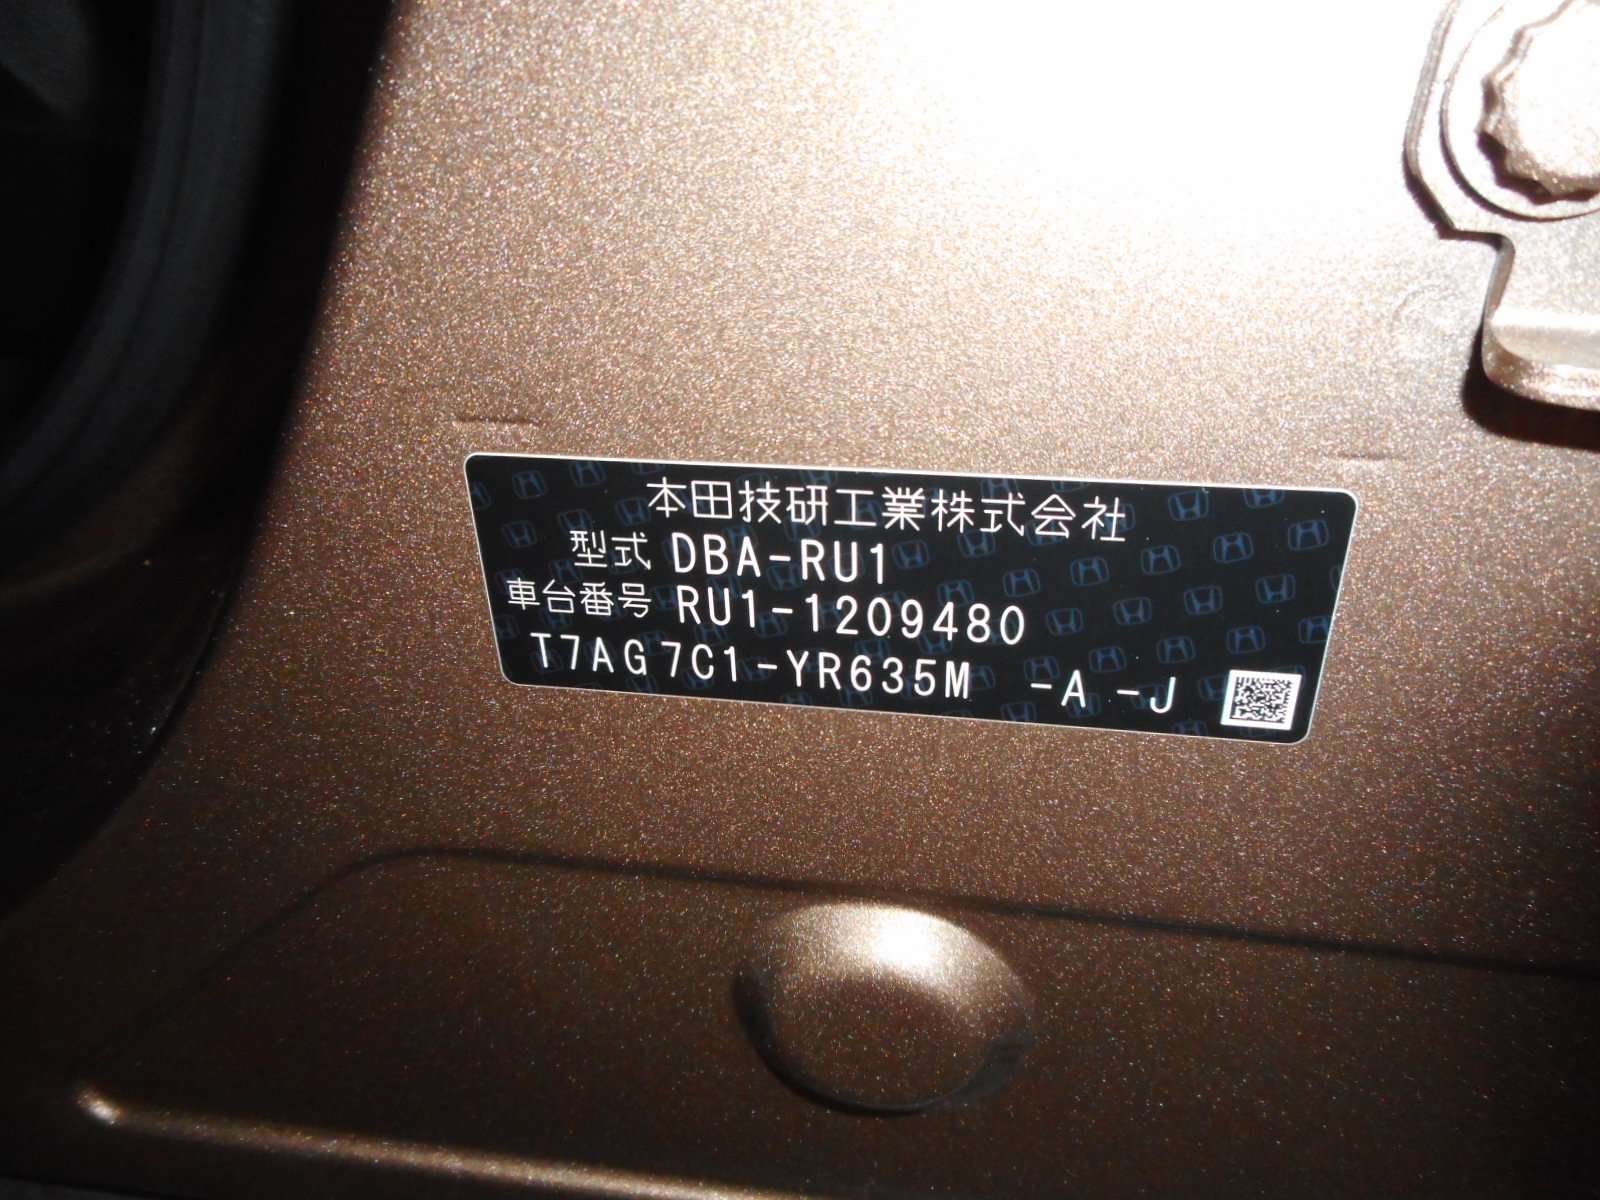 本田技研工業株式会社
型式 DBA-RU1
車台番号 RU1-1209480
T7AG7C1-YR635M -A -J